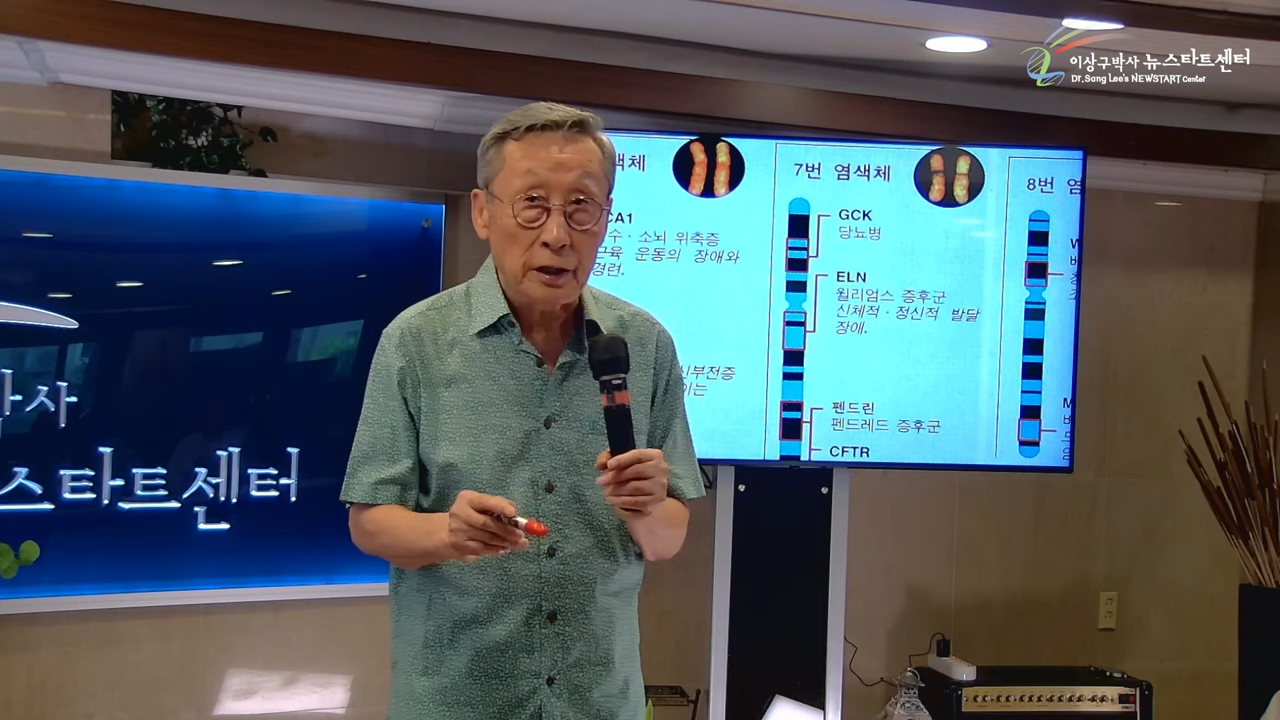 이상구박사 뉴스타트센터
Dr. Sang Lee's NEWSTART Center
색체
CA1
수·소뇌 위축증
근육 운동의 장애와
경련.
신부전증
이는
7번 염색체
GCK
당뇨병
ELN
윌리엄스 증후군
신체적·정신적 발달
장애.
펜드린
펜드레드 증후군
CFTR
8번 염
박사
스타트센터